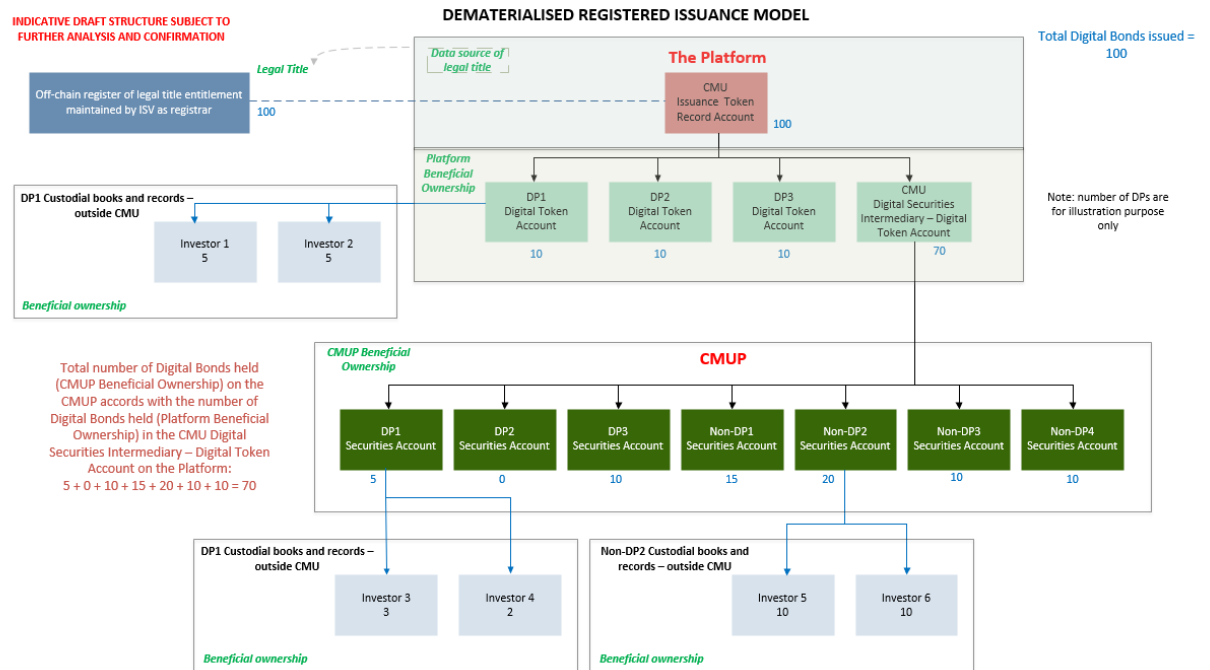 DEMATERIALISED REGISTERED ISSUANCE MODEL
INDICATIVE DRAFT STRUCTURE SUBJECT TO
FURTHER ANALYSIS AND CONFIRMATION
Total Digital Bonds issued =
100
Data source of
legal title
The Platform
Legal Title
Off-chain register of legal title entitlement
maintained by ISV as registrar
100
CMU
Issuance Token
Record Account
100
Platform
Beneficial
Ownership
DP1
Digital Token
Account
10
DP2
Digital Token
Account
10
DP3
Digital Token
Account
10
CMU
Digital Securities
Intermediary – Digital
Token Account
70
Note: number of DPs are
for illustration purpose
only
DP1 Custodial books and records –
outside CMU
Investor 1
5
Investor 2
5
Beneficial ownership
CMUP Beneficial
Ownership
CMUP
Total number of Digital Bonds held
(CMUP Beneficial Ownership) on the
CMUP accords with the number of
Digital Bonds held (Platform Beneficial
Ownership) in the CMU Digital
Securities Intermediary – Digital Token
Account on the Platform:
5 + 0 + 10 + 15 + 20 + 10 + 10 = 70
DP1
Securities Account
5
DP2
Securities Account
0
DP3
Securities Account
10
Non-DP1
Securities Account
15
Non-DP2
Securities Account
20
Non-DP3
Securities Account
10
Non-DP4
Securities Account
10
DP1 Custodial books and records –
outside CMU
Investor 3
3
Investor 4
2
Beneficial ownership
Non-DP2 Custodial books and
records – outside CMU
Investor 5
10
Investor 6
10
Beneficial ownership